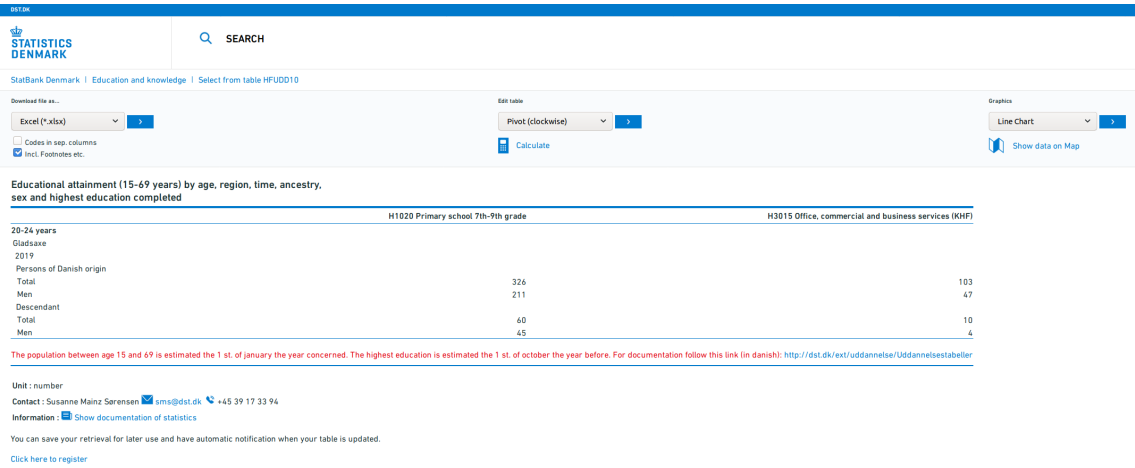 DST.DK
STATISTICS
DENMARK
SEARCH
StatBank Denmark | Education and knowledge | Select from table HFUDD10
Download file as... Edit table Graphics
Excel (*.xlsx) > Pivot (clockwise) > Line Chart >
Codes in sep. columns Calculate Show data on Map
Incl. Footnotes etc.
Educational attainment (15-69 years) by age, region, time, ancestry,
sex and highest education completed
H1020 Primary school 7th-9th grade H3015 Office, commercial and business services (KHF)
20-24 years
Gladsaxe
2019
Persons of Danish origin
Total 326 103
Men 211 47
Descendant
Total 60 10
Men 45 4
The population between age 15 and 69 is estimated the 1 st. of january the year concerned. The highest education is estimated the 1 st. of october the year before. For documentation follow this link (in danish): http://dst.dk/ext/uddannelse/Uddannelsestabeller
Unit : number
Contact : Susanne Mainz Sørensen sms@dst.dk +45 39 17 33 94
Information : Show documentation of statistics
You can save your retrieval for later use and have automatic notification when your table is updated.
Click here to register